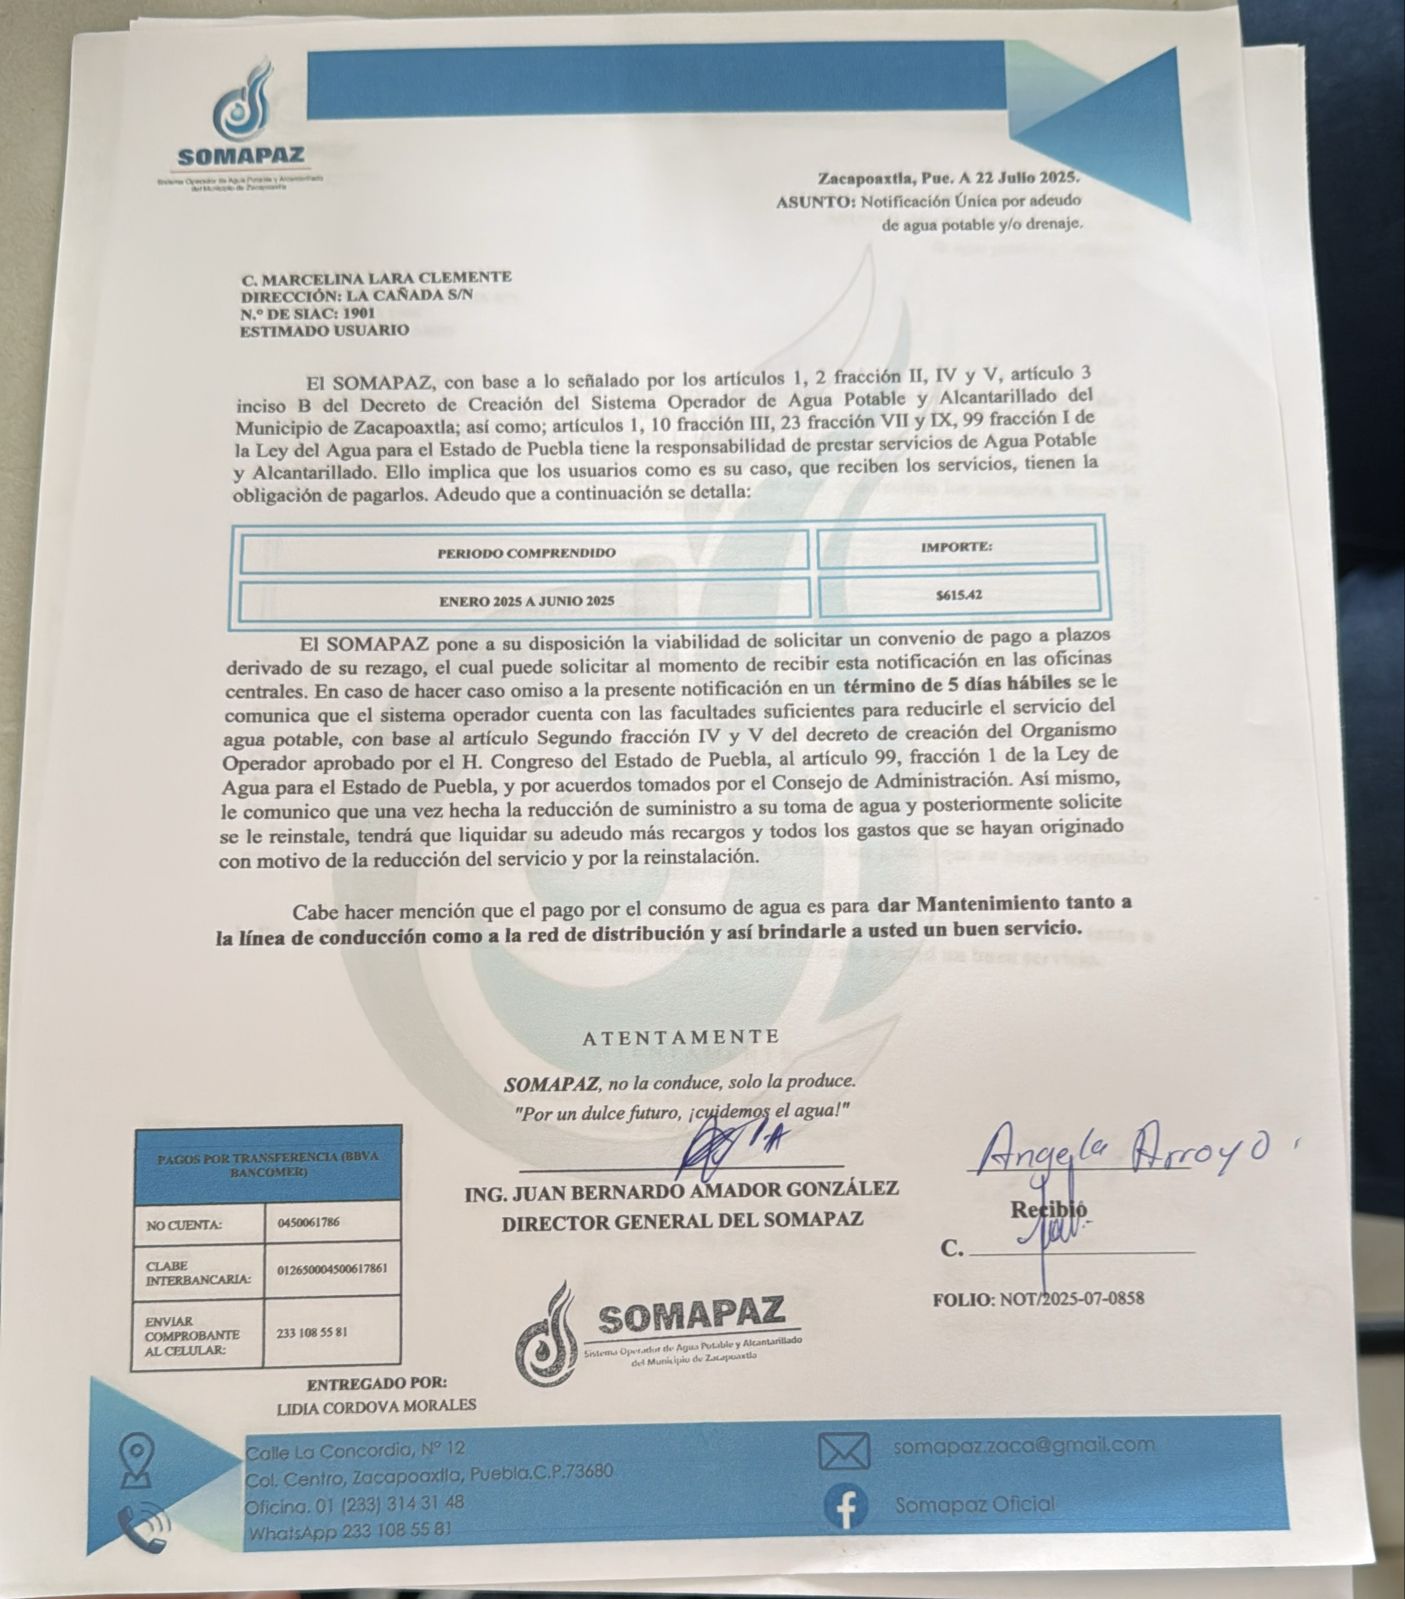 SOMAPAZ
Sistema Operador de Agua Potable y Alcantarillado
del Municipio de Zacapoaxtla
Zacapoaxtla, Pue. A 22 Julio 2025.
ASUNTO: Notificación Única por adeudo
de agua potable y/o drenaje.
C. MARCELINA LARA CLEMENTE
DIRECCIÓN: LA CAÑADA S/N
N.º DE SIAC: 1901
ESTIMADO USUARIO
El SOMAPAZ, con base a lo señalado por los artículos 1, 2 fracción II, IV y V, artículo 3
inciso B del Decreto de Creación del Sistema Operador de Agua Potable y Alcantarillado del
Municipio de Zacapoaxtla; así como; artículos 1, 10 fracción III, 23 fracción VII y IX, 99 fracción I de
la Ley del Agua para el Estado de Puebla tiene la responsabilidad de prestar servicios de Agua Potable
y Alcantarillado. Ello implica que los usuarios como es su caso, que reciben los servicios, tienen la
obligación de pagarlos. Adeudo que a continuación se detalla:
PERIODO COMPRENDIDO IMPORTE:
ENERO 2025 A JUNIO 2025 $615.42
El SOMAPAZ pone a su disposición la viabilidad de solicitar un convenio de pago a plazos
derivado de su rezago, el cual puede solicitar al momento de recibir esta notificación en las oficinas
centrales. En caso de hacer caso omiso a la presente notificación en un término de 5 días hábiles se le
comunica que el sistema operador cuenta con las facultades suficientes para reducirle el servicio del
agua potable, con base al artículo Segundo fracción IV y V del decreto de creación del Organismo
Operador aprobado por el H. Congreso del Estado de Puebla, al artículo 99, fracción 1 de la Ley de
Agua para el Estado de Puebla, y por acuerdos tomados por el Consejo de Administración. Así mismo,
le comunico que una vez hecha la reducción de suministro a su toma de agua y posteriormente solicite
se le reinstale, tendrá que liquidar su adeudo más recargos y todos los gastos que se hayan originado
con motivo de la reducción del servicio y por la reinstalación.
Cabe hacer mención que el pago por el consumo de agua es para dar Mantenimiento tanto a
la línea de conducción como a la red de distribución y así brindarle a usted un buen servicio.
ATENTAMENTE
SOMAPAZ, no la conduce, solo la produce.
"Por un dulce futuro, ¡cuidemos el agua!"
ING. JUAN BERNARDO AMADOR GONZÁLEZ
DIRECTOR GENERAL DEL SOMAPAZ
Angela Arroyo
Recibió
C.
FOLIO: NOT/2025-07-0858
PAGOS POR TRANSFERENCIA (BBVA
BANCOMER)
NO CUENTA: 0450061786
CLABE
INTERBANCARIA: 012650004500617861
ENVIAR
COMPROBANTE
AL CELULAR: 233 108 55 81
SOMAPAZ
Sistema Operador de Agua Potable y Alcantarillado
del Municipio de Zacapoaxtla
ENTREGADO POR:
LIDIA CORDOVA MORALES
Calle La Concordia, Nº 12
Col. Centro, Zacapoaxtla, Puebla.C.P.73680
Oficina. 01 (233) 314 31 48
WhatsApp 233 108 55 81
somapaz.zaca@gmail.com
Somapaz Oficial